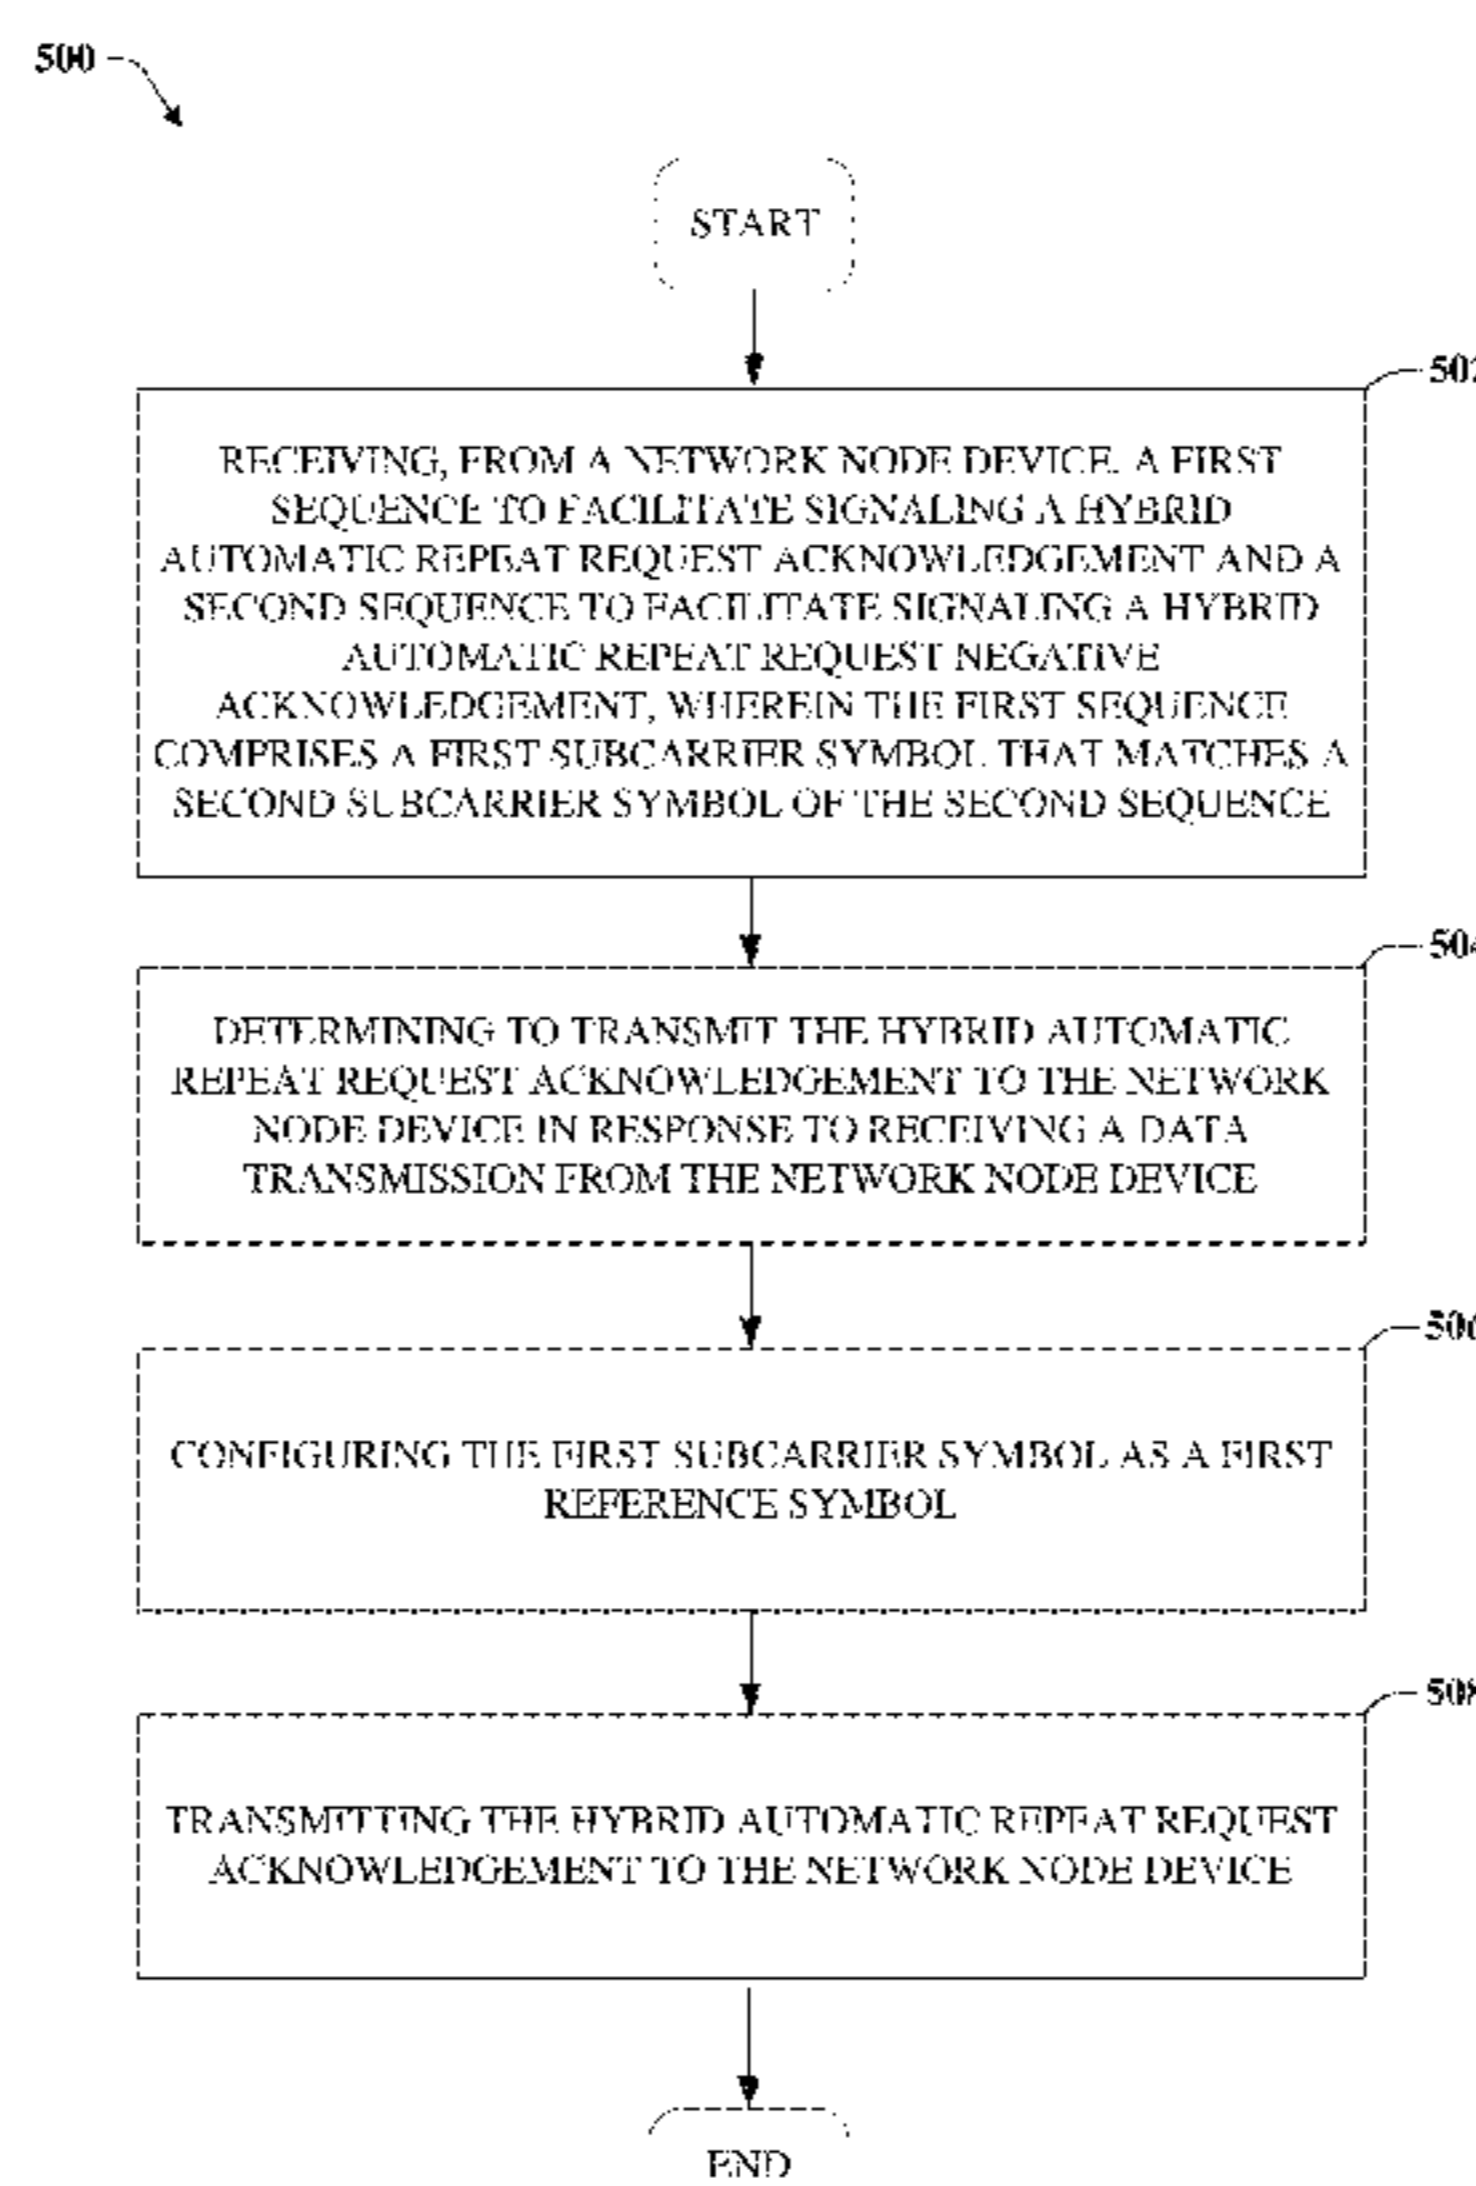 500
START
502
RECEIVING, FROM A NETWORK NODE DEVICE, A FIRST
SEQUENCE TO FACILITATE SIGNALING A HYBRID
AUTOMATIC REPEAT REQUEST ACKNOWLEDGEMENT AND A
SECOND SEQUENCE TO FACILITATE SIGNALING A HYBRID
AUTOMATIC REPEAT REQUEST NEGATIVE
ACKNOWLEDGEMENT, WHEREIN THE FIRST SEQUENCE
COMPRISES A FIRST SUBCARRIER SYMBOL THAT MATCHES A
SECOND SUBCARRIER SYMBOL OF THE SECOND SEQUENCE
504
DETERMINING TO TRANSMIT THE HYBRID AUTOMATIC
REPEAT REQUEST ACKNOWLEDGEMENT TO THE NETWORK
NODE DEVICE IN RESPONSE TO RECEIVING A DATA
TRANSMISSION FROM THE NETWORK NODE DEVICE
506
CONFIGURING THE FIRST SUBCARRIER SYMBOL AS A FIRST
REFERENCE SYMBOL
508
TRANSMITTING THE HYBRID AUTOMATIC REPEAT REQUEST
ACKNOWLEDGEMENT TO THE NETWORK NODE DEVICE
END